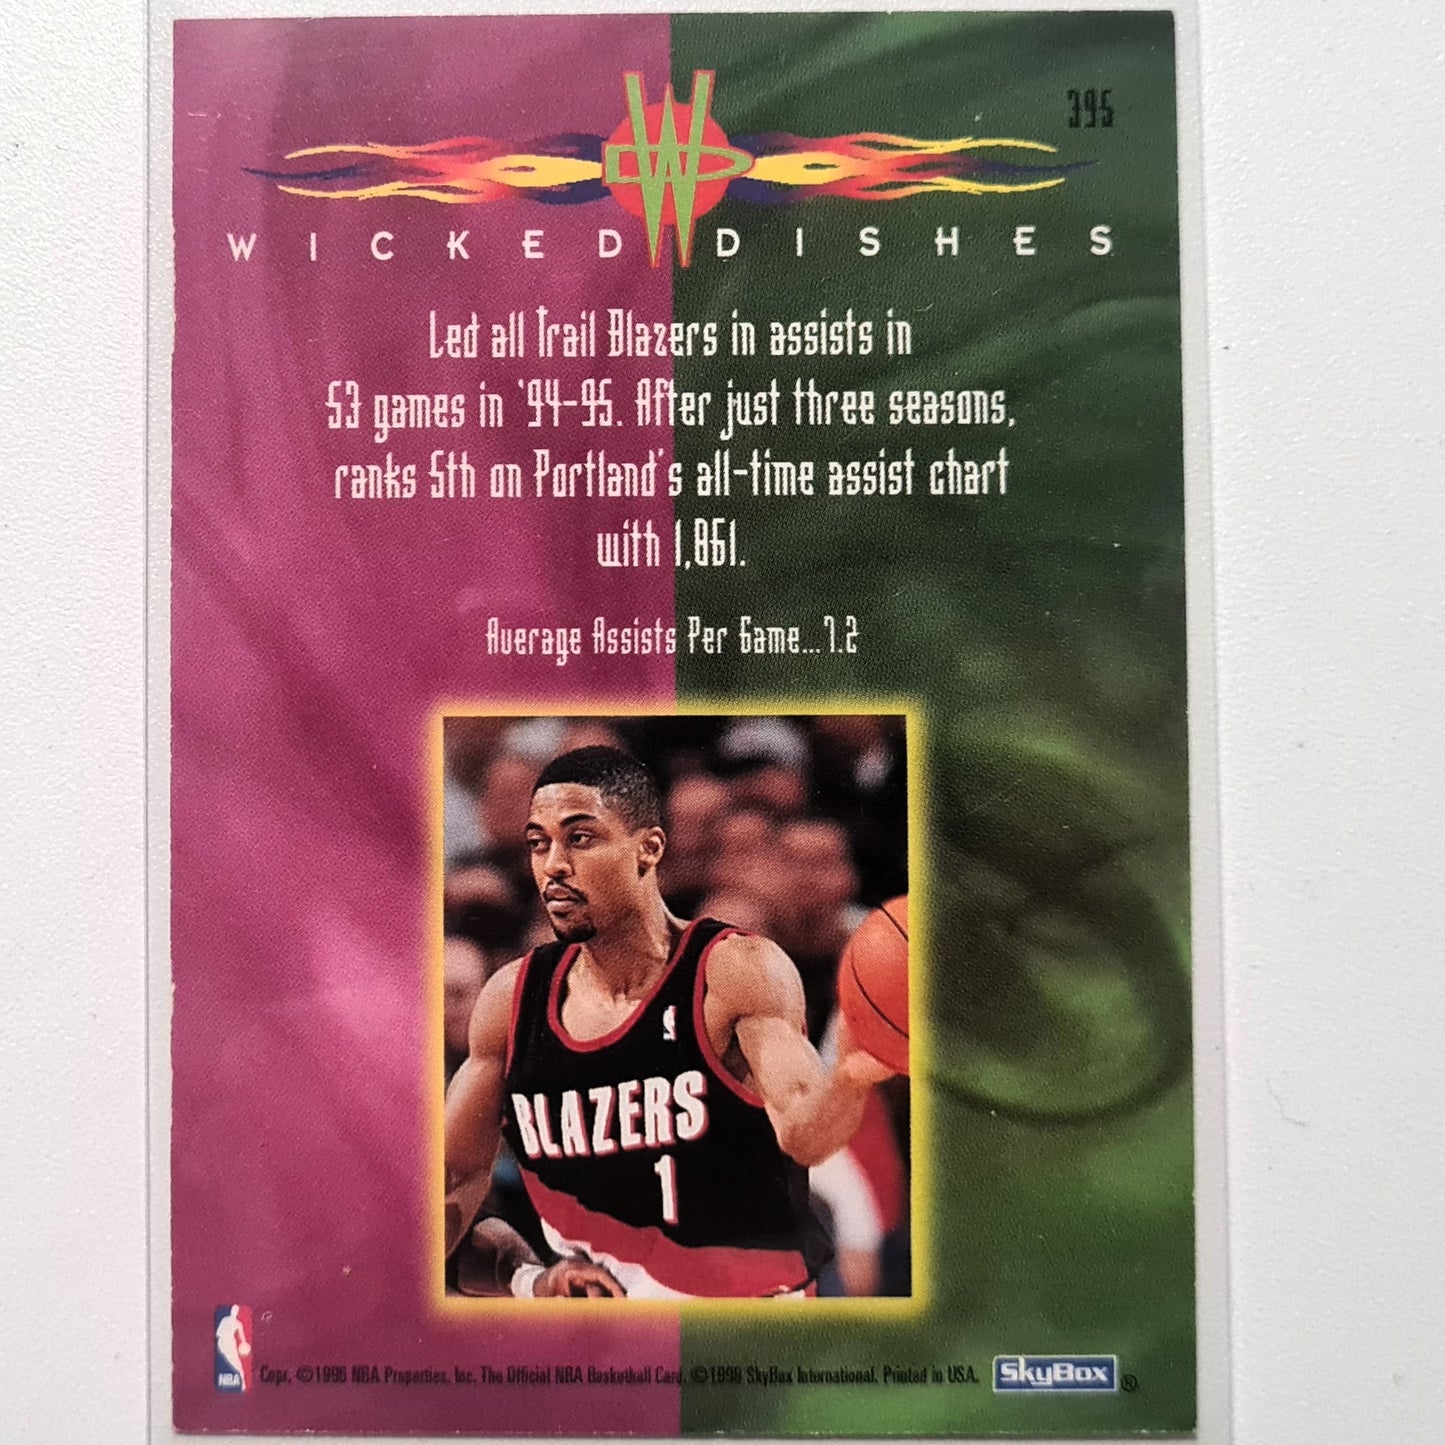 395
WD
WICKED DISHES
Led all Trail Blazers in assists in
53 games in '94-95. After just three seasons,
ranks 5th on Portland's all-time assist chart
with 1,861.
Average Assists Per Game...7.2
BLAZERS
1
NBA
Copr. ©1996 NBA Properties, Inc. The Official NBA Basketball Card. ©1996 SkyBox International. Printed in USA.
SkyBox ®